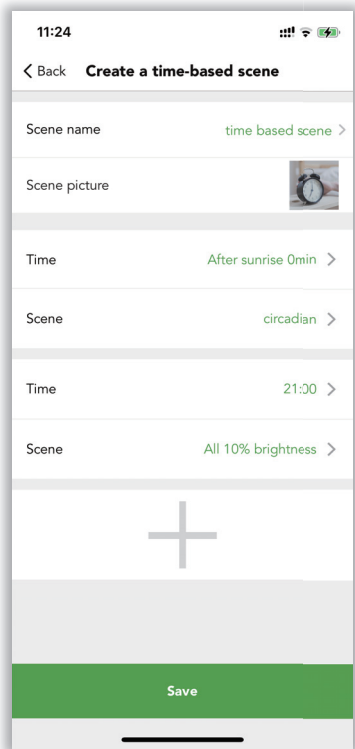 11:24
Back Create a time-based scene
Scene name time based scene
Scene picture
Time After sunrise 0min
Scene circadian
Time 21:00
Scene All 10% brightness
Save